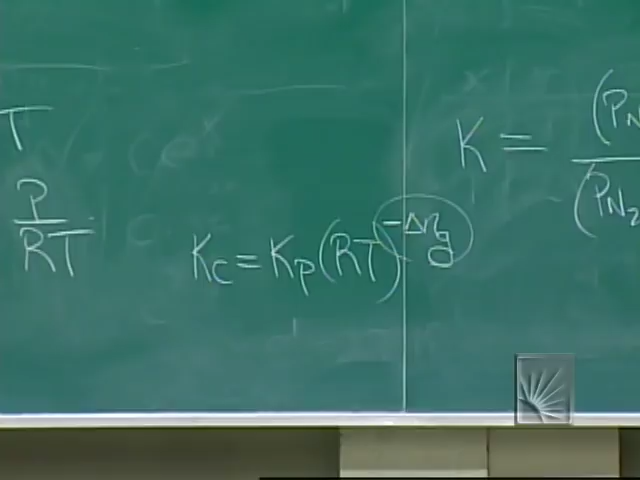 T
P
RT
Kc = Kp (RT)^-Δng
K = (PN
(PN2